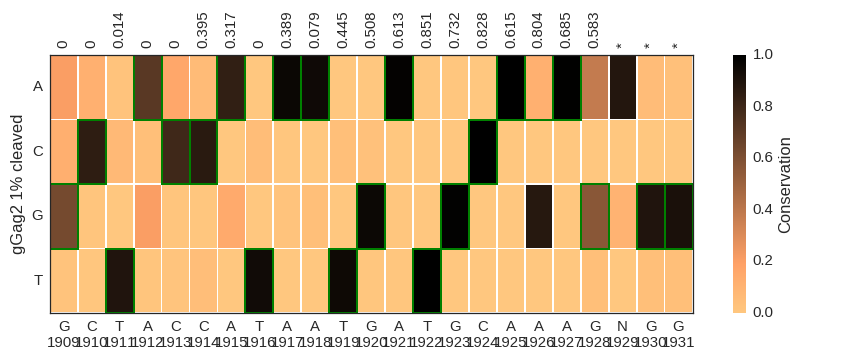 0 0 0.014 0 0 0.395 0.317 0 0.389 0.079 0.445 0.508 0.613 0.851 0.732 0.828 0.615 0.804 0.685 0.583 * * *
A
C
G
T
gGag2 1% cleaved
G C T A C C A T A A T G A T G C A A A G N G G
1909 1910 1911 1912 1913 1914 1915 1916 1917 1918 1919 1920 1921 1922 1923 1924 1925 1926 1927 1928 1929 1930 1931
1.0
0.8
0.6
0.4
0.2
0.0
Conservation